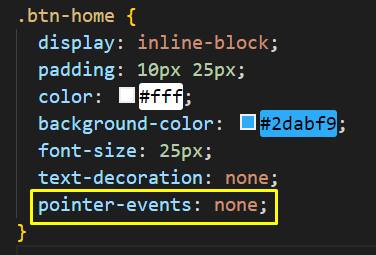 .btn-home {
display: inline-block;
padding: 10px 25px;
color: #fff;
background-color: #2dabf9;
font-size: 25px;
text-decoration: none;
pointer-events: none;
}